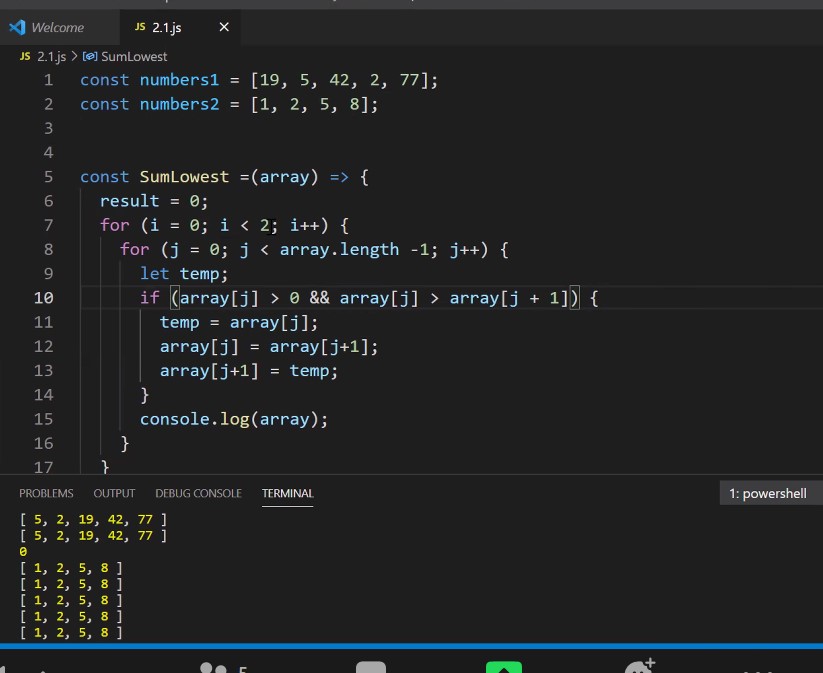 Welcome JS 2.1.js ×
JS 2.1.js > SumLowest
1 const numbers1 = [19, 5, 42, 2, 77];
2 const numbers2 = [1, 2, 5, 8];
3
4
5 const SumLowest =(array) => {
6 result = 0;
7 for (i = 0; i < 2; i++) {
8 for (j = 0; j < array.length -1; j++) {
9 let temp;
10 if (array[j] > 0 && array[j] > array[j + 1]) {
11 temp = array[j];
12 array[j] = array[j+1];
13 array[j+1] = temp;
14 }
15 console.log(array);
16 }
17 }
PROBLEMS OUTPUT DEBUG CONSOLE TERMINAL 1: powershell
[ 5, 2, 19, 42, 77 ]
[ 5, 2, 19, 42, 77 ]
0
[ 1, 2, 5, 8 ]
[ 1, 2, 5, 8 ]
[ 1, 2, 5, 8 ]
[ 1, 2, 5, 8 ]
[ 1, 2, 5, 8 ]
5